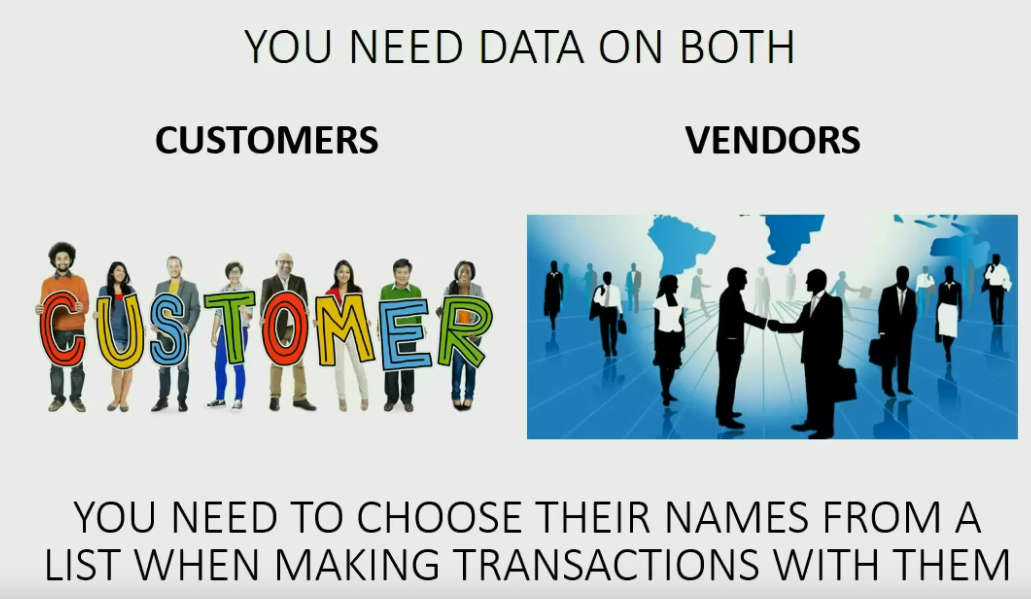 YOU NEED DATA ON BOTH
CUSTOMERS
VENDORS
CUSTOMER
YOU NEED TO CHOOSE THEIR NAMES FROM A
LIST WHEN MAKING TRANSACTIONS WITH THEM